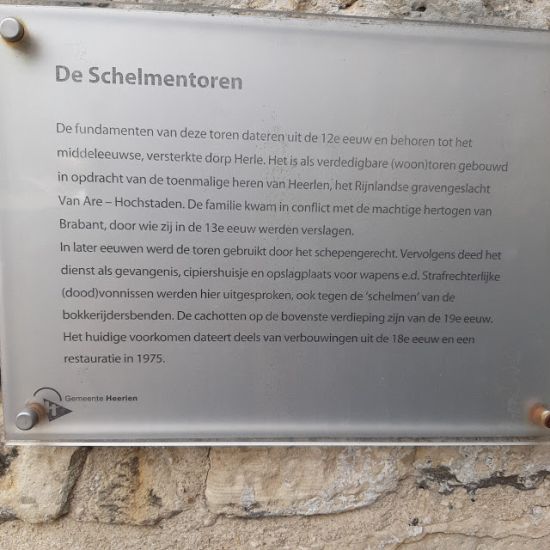 De Schelmentoren
De fundamenten van deze toren dateren uit de 12e eeuw en behoren tot het
middeleeuwse, versterkte dorp Herle. Het is als verdedigbare (woon)toren gebouwd
in opdracht van de toenmalige heren van Heerlen, het Rijnlandse gravengeslacht
Van Are – Hochstaden. De familie kwam in conflict met de machtige hertogen van
Brabant, door wie zij in de 13e eeuw werden verslagen.
In later eeuwen werd de toren gebruikt door het schepengerecht. Vervolgens deed het
dienst als gevangenis, cipiershuisje en opslagplaats voor wapens e.d. Strafrechterlijke
(dood)vonnissen werden hier uitgesproken, ook tegen de ‘schelmen’ van de
bokkerijdersbenden. De cachotten op de bovenste verdieping zijn van de 19e eeuw.
Het huidige voorkomen dateert deels van verbouwingen uit de 18e eeuw en een
restauratie in 1975.
Gemeente Heerlen